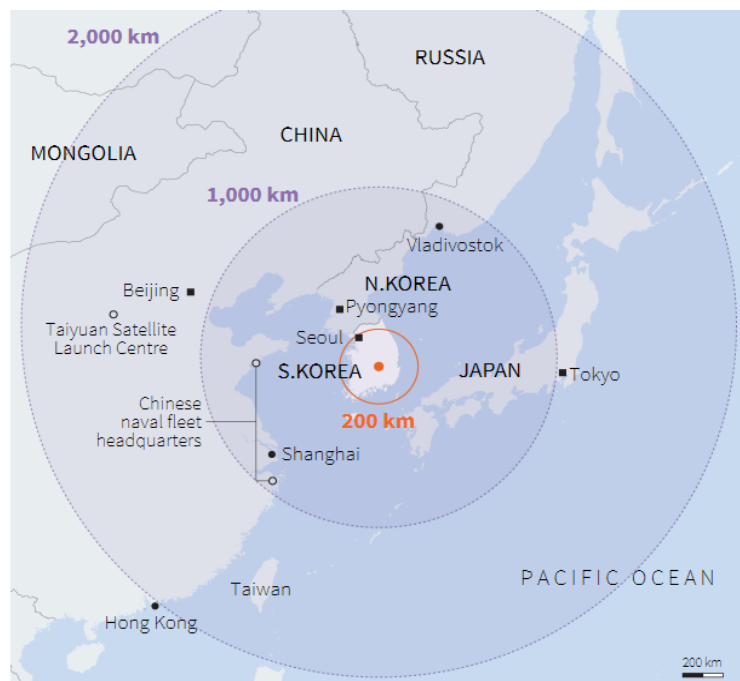 2,000 km
RUSSIA
CHINA
MONGOLIA
1,000 km
Vladivostok
N.KOREA
Beijing
Pyongyang
Taiyuan Satellite
Launch Centre
Seoul
S.KOREA
JAPAN
Tokyo
Chinese
naval fleet
headquarters
200 km
Shanghai
PACIFIC OCEAN
Taiwan
Hong Kong
200 km